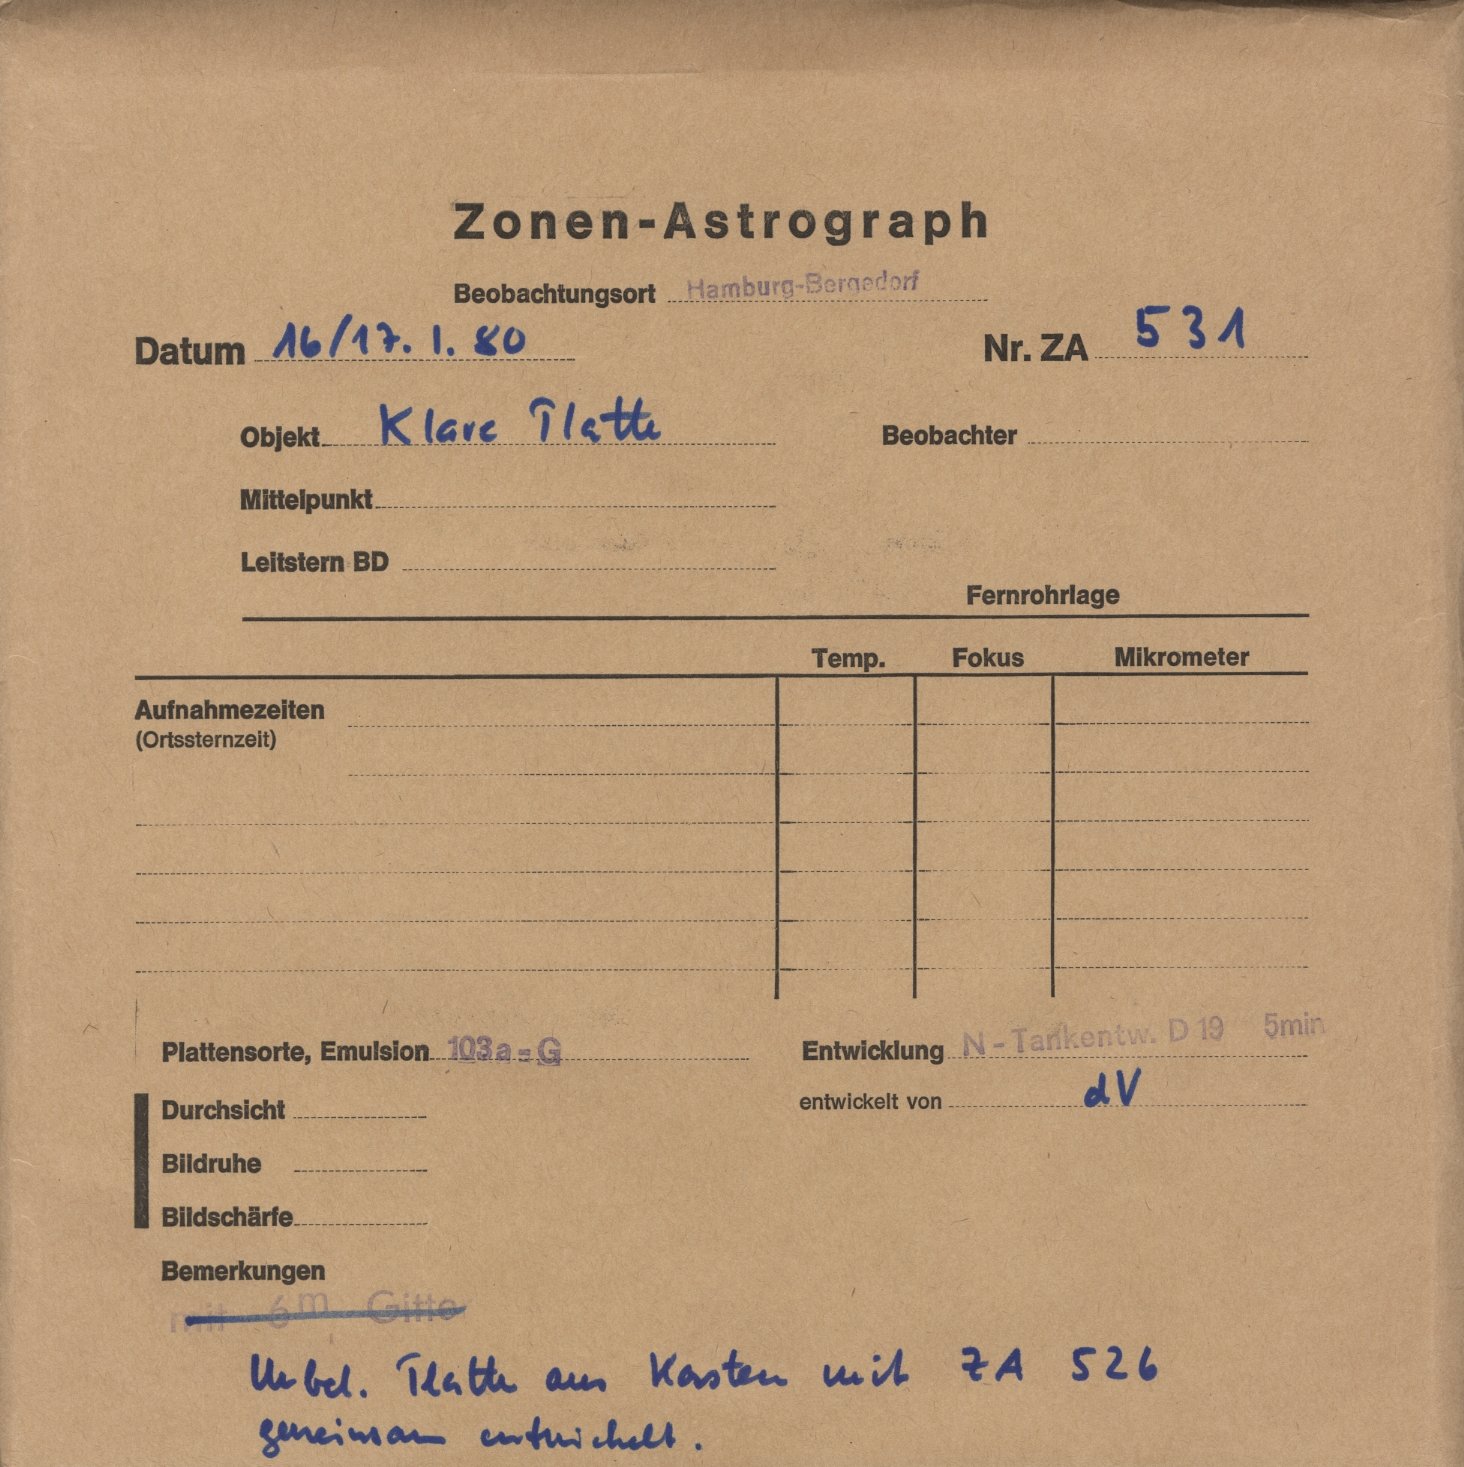 Zonen-Astrograph
Beobachtungsort Hamburg-Bergedorf
Datum 16/17. I. 80 Nr. ZA 531
Objekt Klare Platte Beobachter
Mittelpunkt
Leitstern BD
Fernrohrlage
Temp. Fokus Mikrometer
Aufnahmezeiten
(Ortssternzeit)
Plattensorte, Emulsion 103a-G Entwicklung N-Tankentw. D 19 5min
Durchsicht entwickelt von dV
Bildruhe
Bildschärfe
Bemerkungen
mit 6m Gitter
Unbel. Platte aus Kasten mit ZA 526
gemeinsam entwickelt.